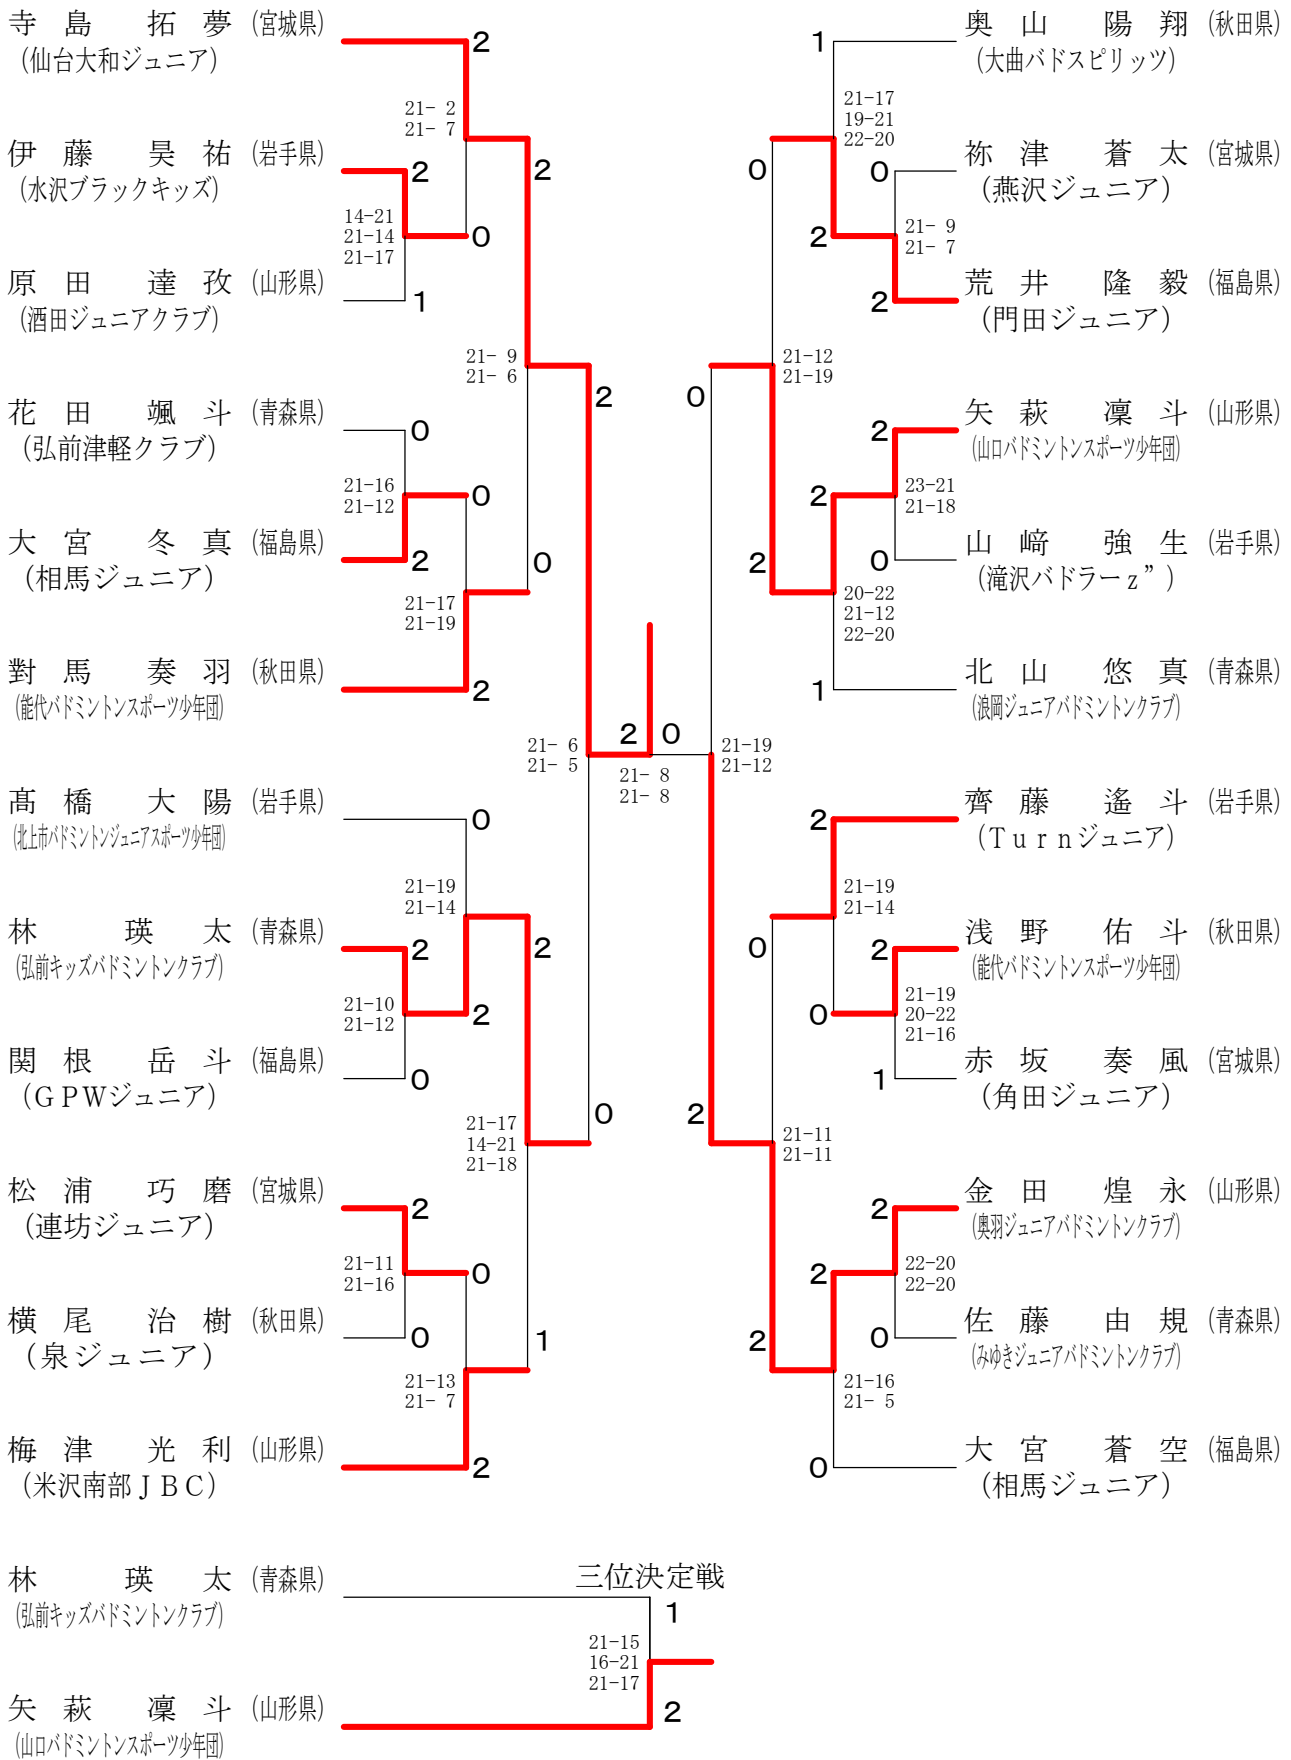 寺島 拓夢 (宮城県)
(仙台大和ジュニア)
2
21- 2
21- 7
伊藤 昊祐 (岩手県)
(水沢ブラックキッズ)
2
2
14-21
21-14
21-17
0
原田 達孜 (山形県)
(酒田ジュニアクラブ)
1
21- 9
21- 6
2
花田 颯斗 (青森県)
(弘前津軽クラブ)
0
21-16
21-12
0
大宮 冬真 (福島県)
(相馬ジュニア)
2
0
21-17
21-19
對馬 奏羽 (秋田県)
(能代バドミントンスポーツ少年団)
2
21- 6
21- 5
2
0
21- 8
21- 8
髙橋 大陽 (岩手県)
(北上市バドミントンジュニアスポーツ少年団)
0
21-19
21-14
林 瑛太 (青森県)
(弘前キッズバドミントンクラブ)
2
2
21-10
21-12
2
関根 岳斗 (福島県)
(GPWジュニア)
0
0
21-17
14-21
21-18
松浦 巧磨 (宮城県)
(連坊ジュニア)
2
21-11
21-16
0
横尾 治樹 (秋田県)
(泉ジュニア)
0
1
21-13
21- 7
梅津 光利 (山形県)
(米沢南部JBC)
2
1
奥山 陽翔 (秋田県)
(大曲バドスピリッツ)
21-17
19-21
22-20
0
0
祢津 蒼太 (宮城県)
(燕沢ジュニア)
2
21- 9
21- 7
2
荒井 隆毅 (福島県)
(門田ジュニア)
21-12
21-19
0
2
矢萩 凜斗 (山形県)
(山口バドミントンスポーツ少年団)
2
23-21
21-18
2
0
山﨑 強生 (岩手県)
(滝沢バドラーz”)
20-22
21-12
22-20
1
北山 悠真 (青森県)
(浪岡ジュニアバドミントンクラブ)
21-19
21-12
2
齊藤 遙斗 (岩手県)
(Turnジュニア)
21-19
21-14
0
2
浅野 佑斗 (秋田県)
(能代バドミントンスポーツ少年団)
0
21-19
20-22
21-16
1
赤坂 奏風 (宮城県)
(角田ジュニア)
2
21-11
21-11
2
金田 煌永 (山形県)
(奥羽ジュニアバドミントンクラブ)
2
22-20
22-20
2
0
佐藤 由規 (青森県)
(みゆきジュニアバドミントンクラブ)
21-16
21- 5
0
大宮 蒼空 (福島県)
(相馬ジュニア)
三位決定戦
林 瑛太 (青森県)
(弘前キッズバドミントンクラブ)
1
21-15
16-21
21-17
2
矢萩 凜斗 (山形県)
(山口バドミントンスポーツ少年団)